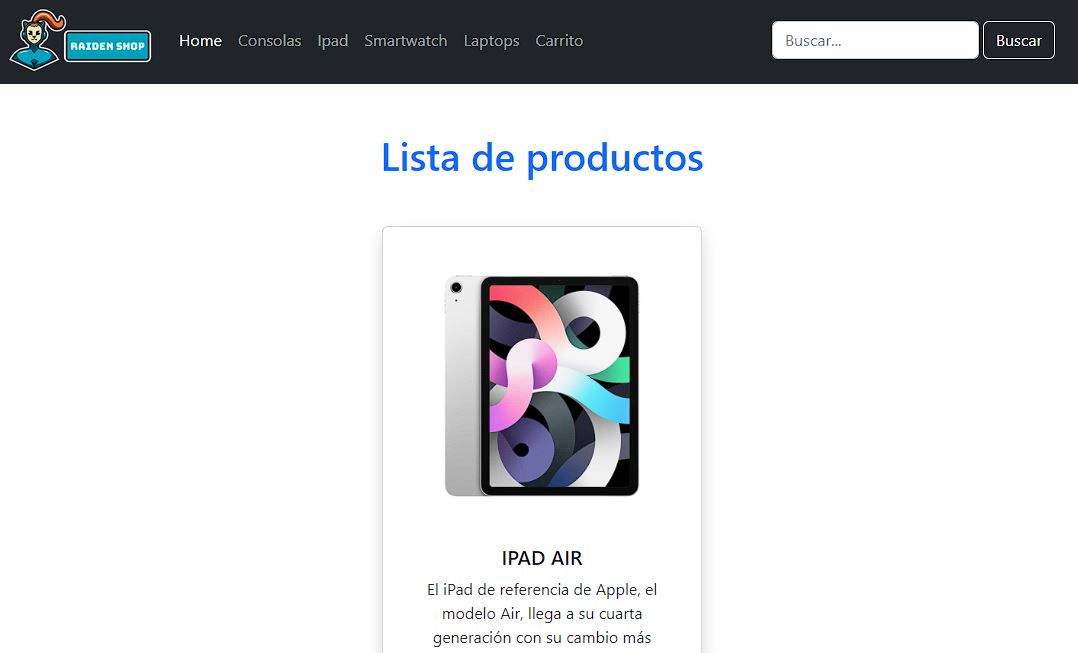 RAIDEN SHOP
Home Consolas Ipad Smartwatch Laptops Carrito
Buscar... Buscar
Lista de productos
IPAD AIR
El iPad de referencia de Apple, el
modelo Air, llega a su cuarta
generación con su cambio más